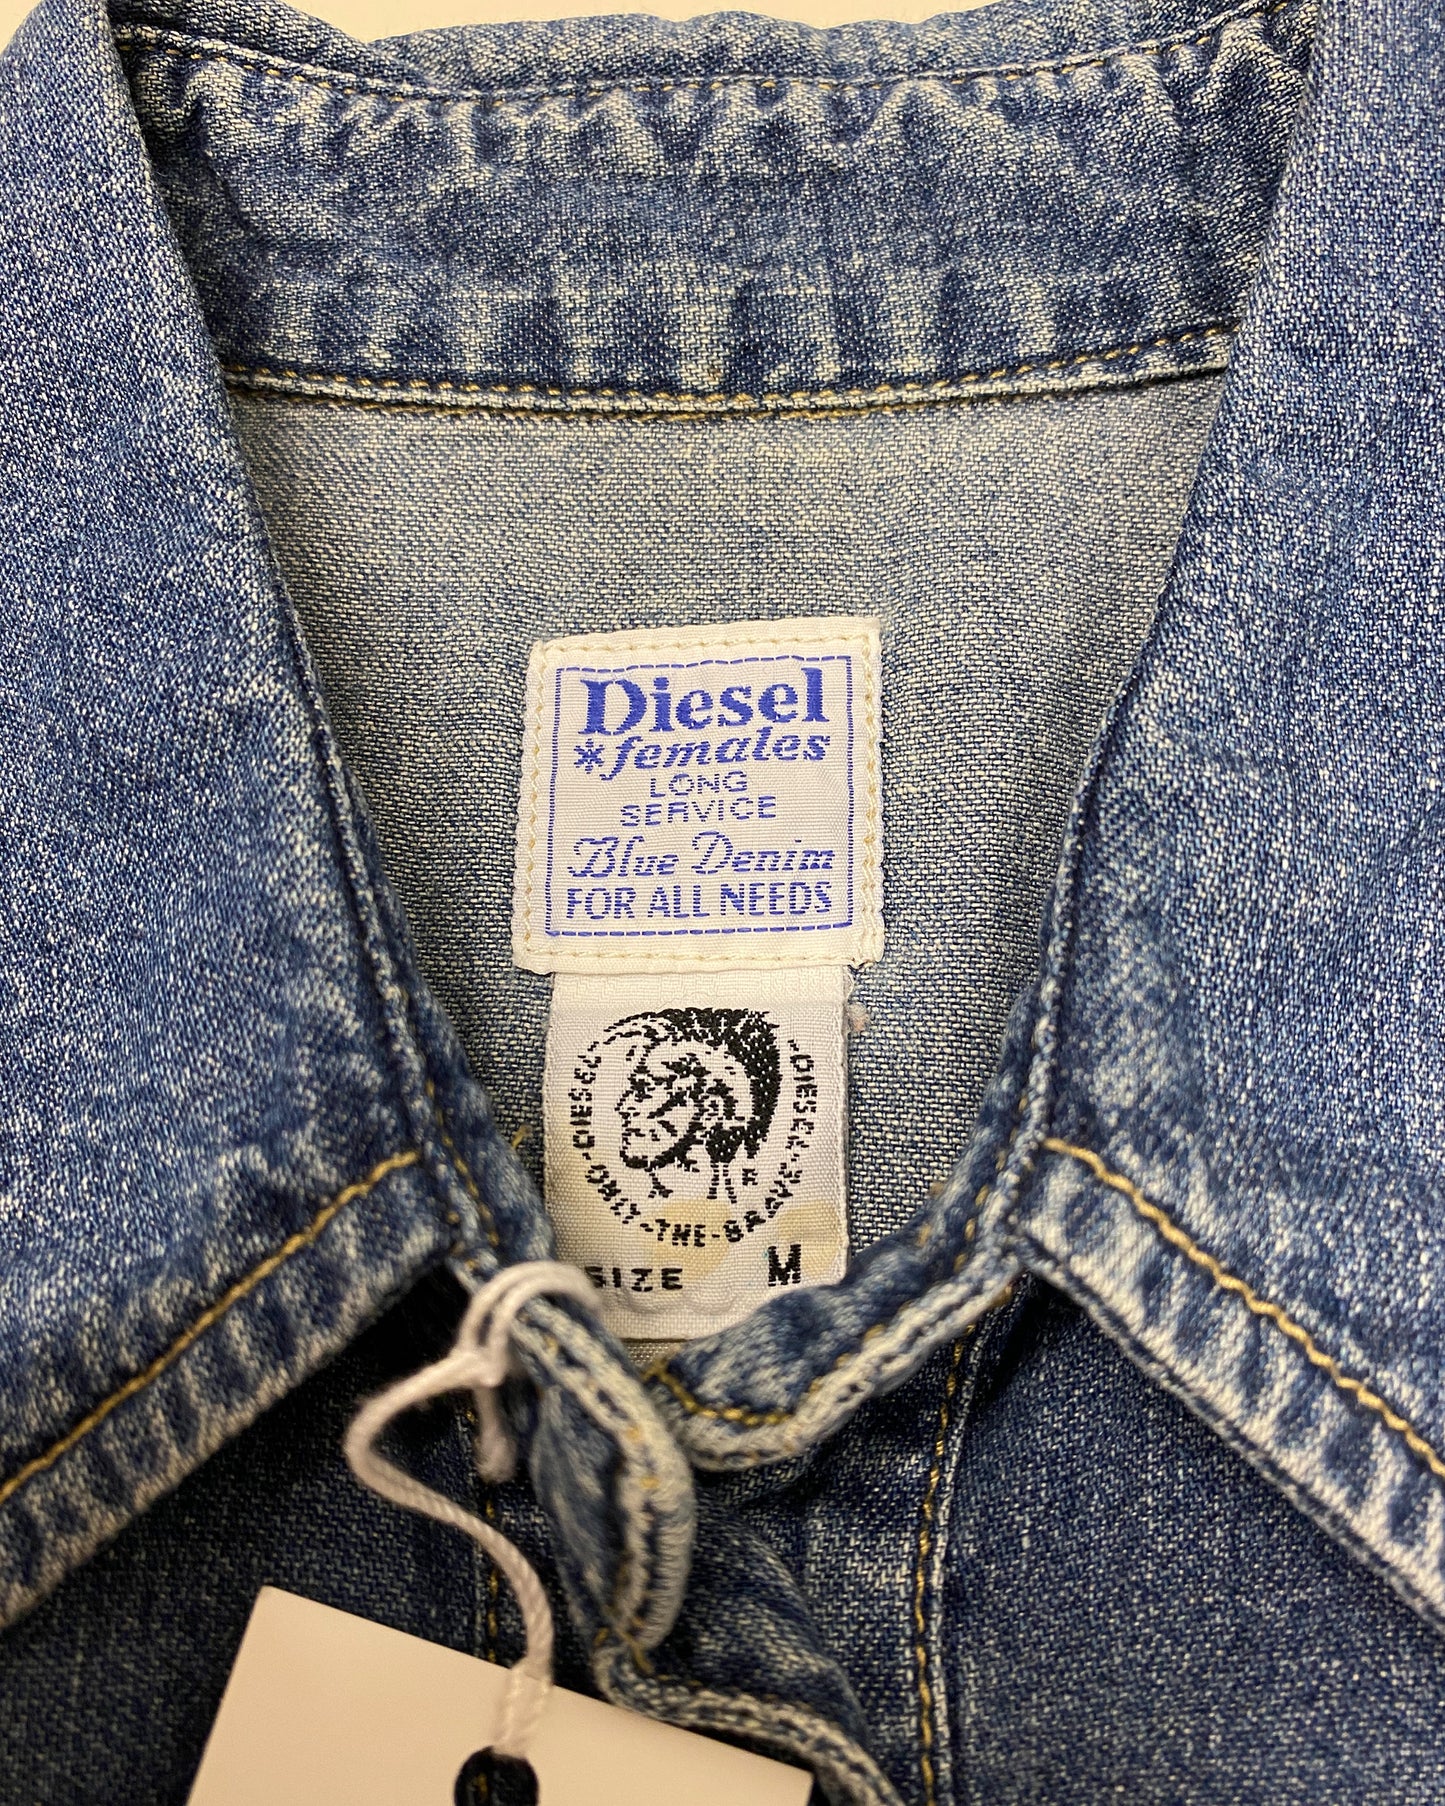 Diesel
*females
LONG
SERVICE
Blue Denim
FOR ALL NEEDS
-DIESEL-ONLY-THE-BRAVE-DIESEL-
R
SIZE M